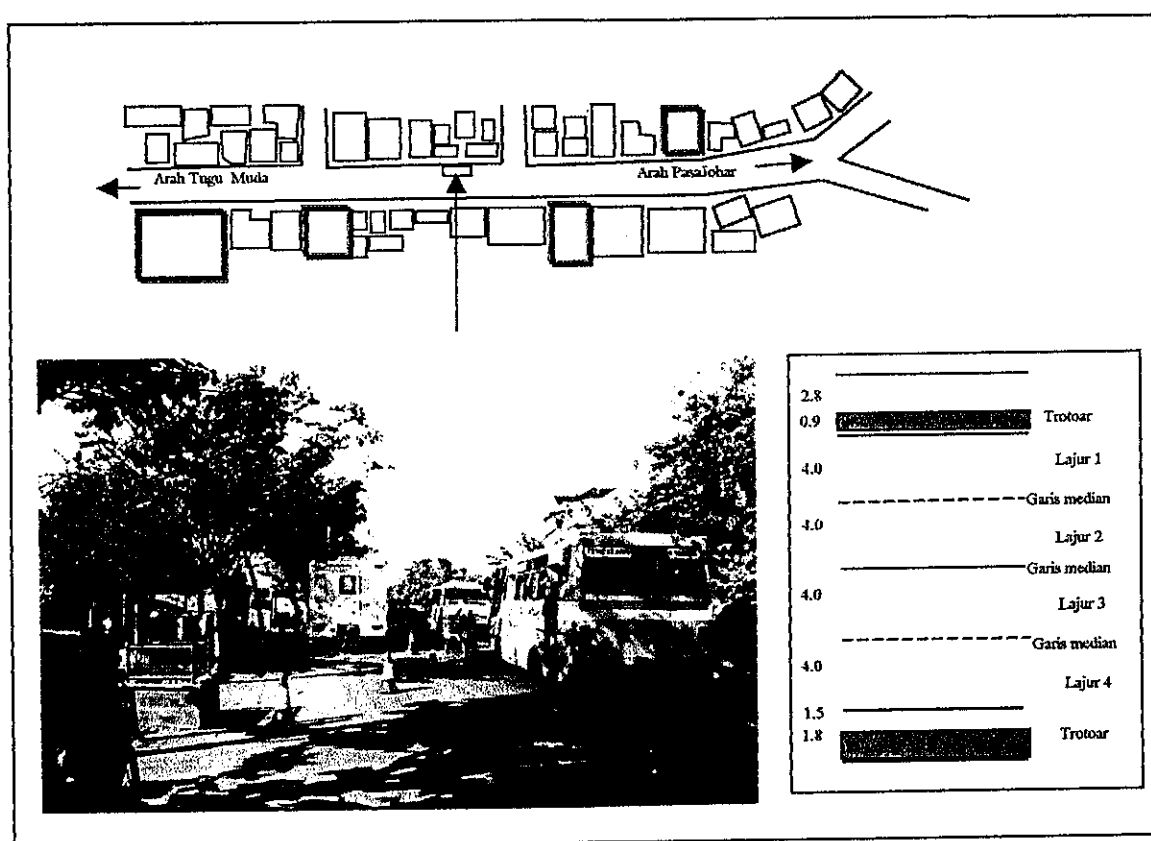 Arah Tugu Muda
Arah PasaJohar
2.8
0.9
Trotoar
4.0
Lajur 1
Garis median
4.0
Lajur 2
Garis median
4.0
Lajur 3
Garis median
4.0
Lajur 4
1.5
1.8
Trotoar